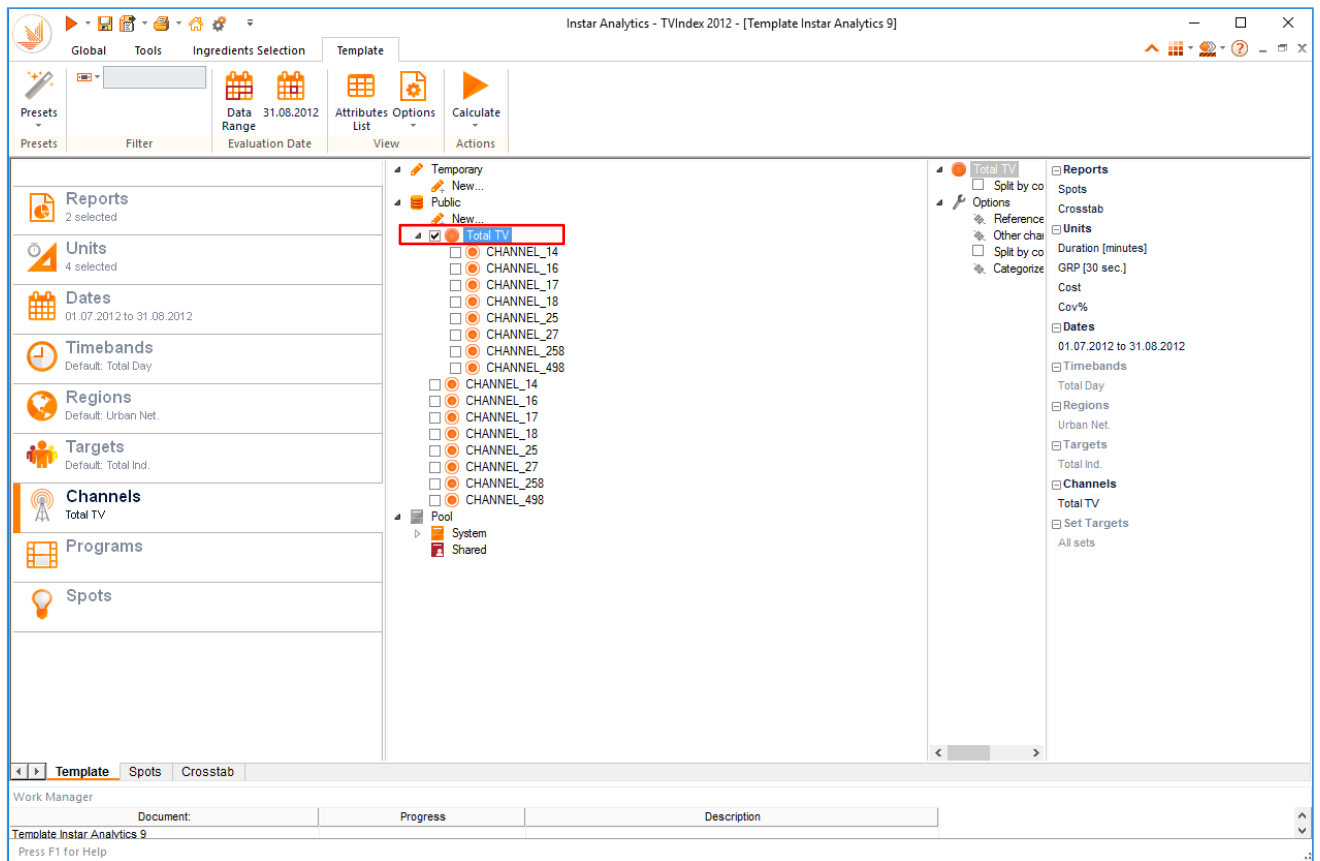 Instar Analytics - TVIndex 2012 - [Template Instar Analytics 9]
Global Tools Ingredients Selection Template
Presets
Data Range
31.08.2012
Attributes List
Options
Calculate
Presets Filter Evaluation Date View Actions
Reports
2 selected
Units
4 selected
Dates
01.07.2012 to 31.08.2012
Timebands
Default: Total Day
Regions
Default: Urban Net.
Targets
Default: Total Ind.
Channels
Total TV
Programs
Spots
Temporary
New...
Public
New...
Total TV
CHANNEL_14
CHANNEL_16
CHANNEL_17
CHANNEL_18
CHANNEL_25
CHANNEL_27
CHANNEL_258
CHANNEL_498
CHANNEL_14
CHANNEL_16
CHANNEL_17
CHANNEL_18
CHANNEL_25
CHANNEL_27
CHANNEL_258
CHANNEL_498
Pool
System
Shared
Total TV
Split by co
Options
Reference
Other chan
Split by co
Categorize
Reports
Spots
Crosstab
Units
Duration [minutes]
GRP [30 sec.]
Cost
Cov%
Dates
01.07.2012 to 31.08.2012
Timebands
Total Day
Regions
Urban Net.
Targets
Total Ind.
Channels
Total TV
Set Targets
All sets
Template Spots Crosstab
Work Manager
Document: Progress Description
Template Instar Analytics 9
Press F1 for Help